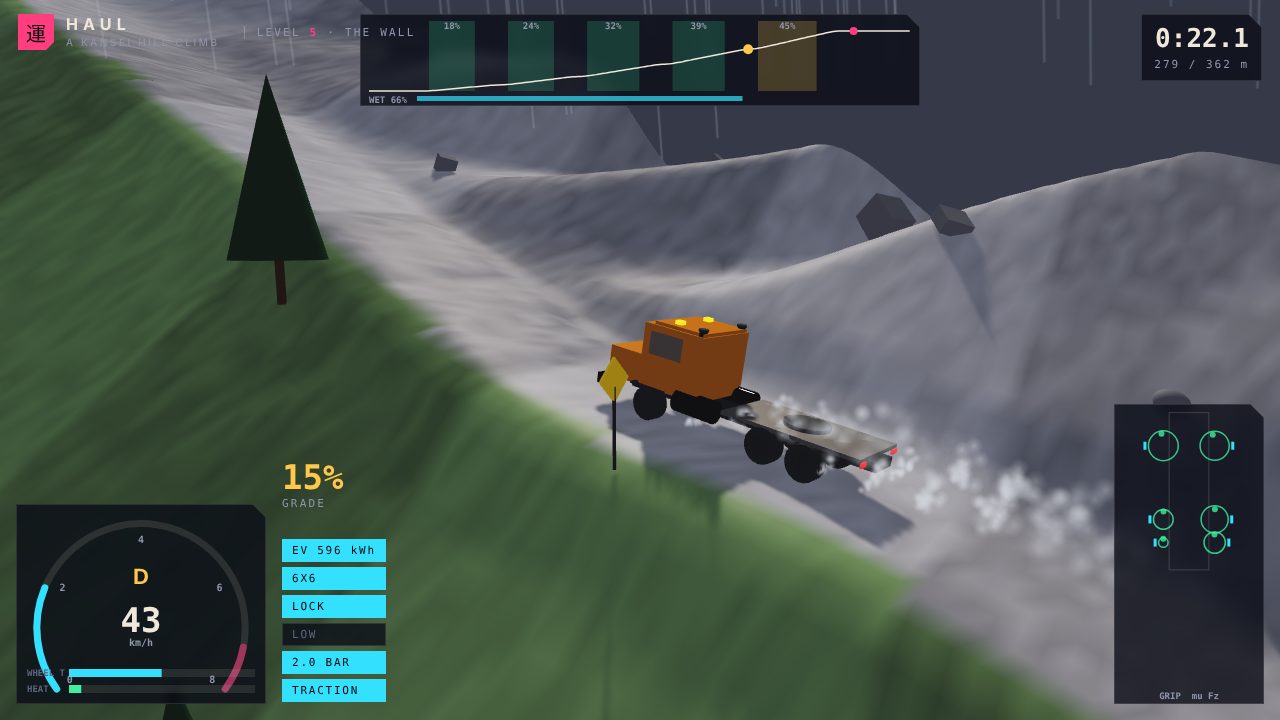 運 HAUL
A KANSEI HILL CLIMB
LEVEL 5 · THE WALL
18% 24% 32% 39% 45%
WET 66%
0:22.1
279 / 362 m
15%
GRADE
EV 596 kWh
6X6
LOCK
LOW
2.0 BAR
TRACTION
4
2 6
D
43
km/h
WHEEL T
0 8
HEAT
GRIP mu Fz